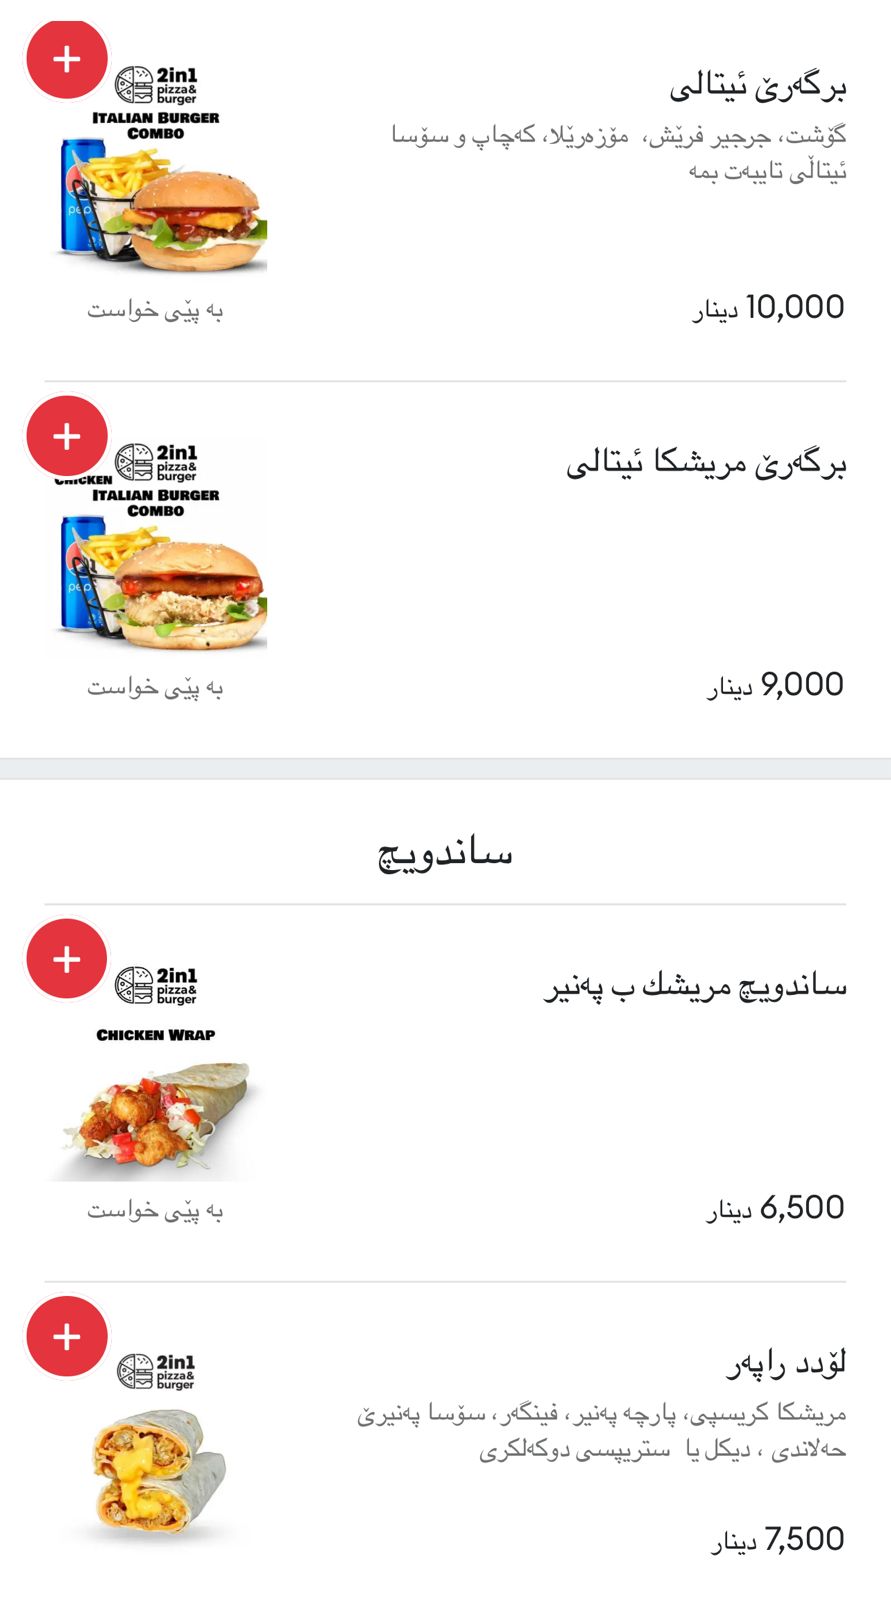 برگەرێ ئیتالی
گۆشت، جرجیر فرێش، مۆزەرێلا، کەچاپ و سۆسا
ئیتاڵی تایبەت بمە
10,000 دینار
2in1
pizza&
burger
ITALIAN BURGER
COMBO
بە پێی خواست
برگەرێ مریشکا ئیتالی
9,000 دینار
2in1
pizza&
burger
CHICKEN
ITALIAN BURGER
COMBO
بە پێی خواست
ساندویچ
ساندویچ مریشك ب پەنیر
6,500 دینار
2in1
pizza&
burger
CHICKEN WRAP
بە پێی خواست
لۆدد راپەر
مریشکا کریسپی، پارچە پەنیر، فینگەر، سۆسا پەنیرێ
حەلاندی ، دیکل یا ستریپسی دوکەلکری
7,500 دینار
2in1
pizza&
burger